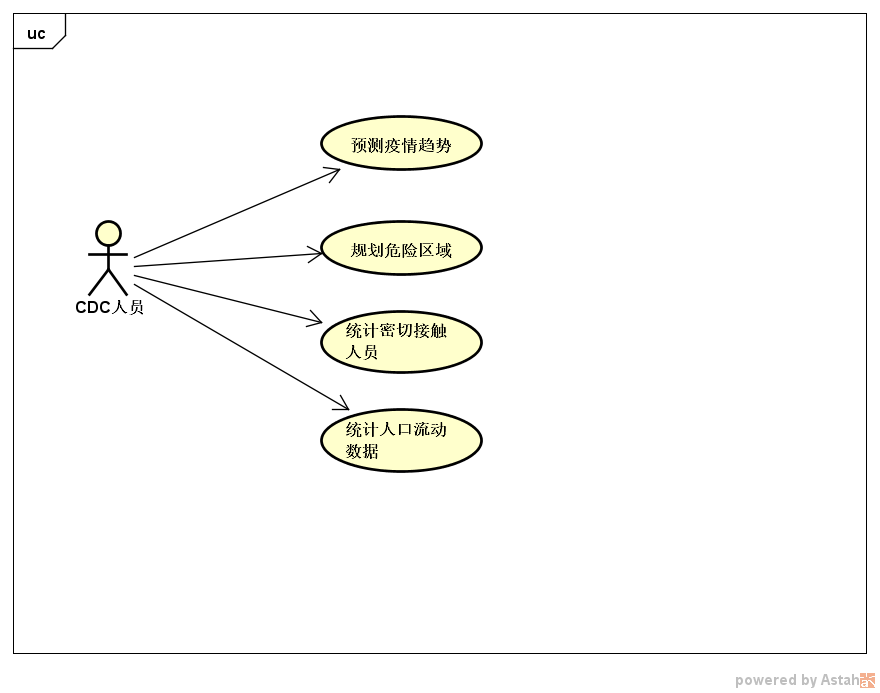 uc
预测疫情趋势
规划危险区域
CDC人员
统计密切接触
人员
统计人口流动
数据
powered by Astah